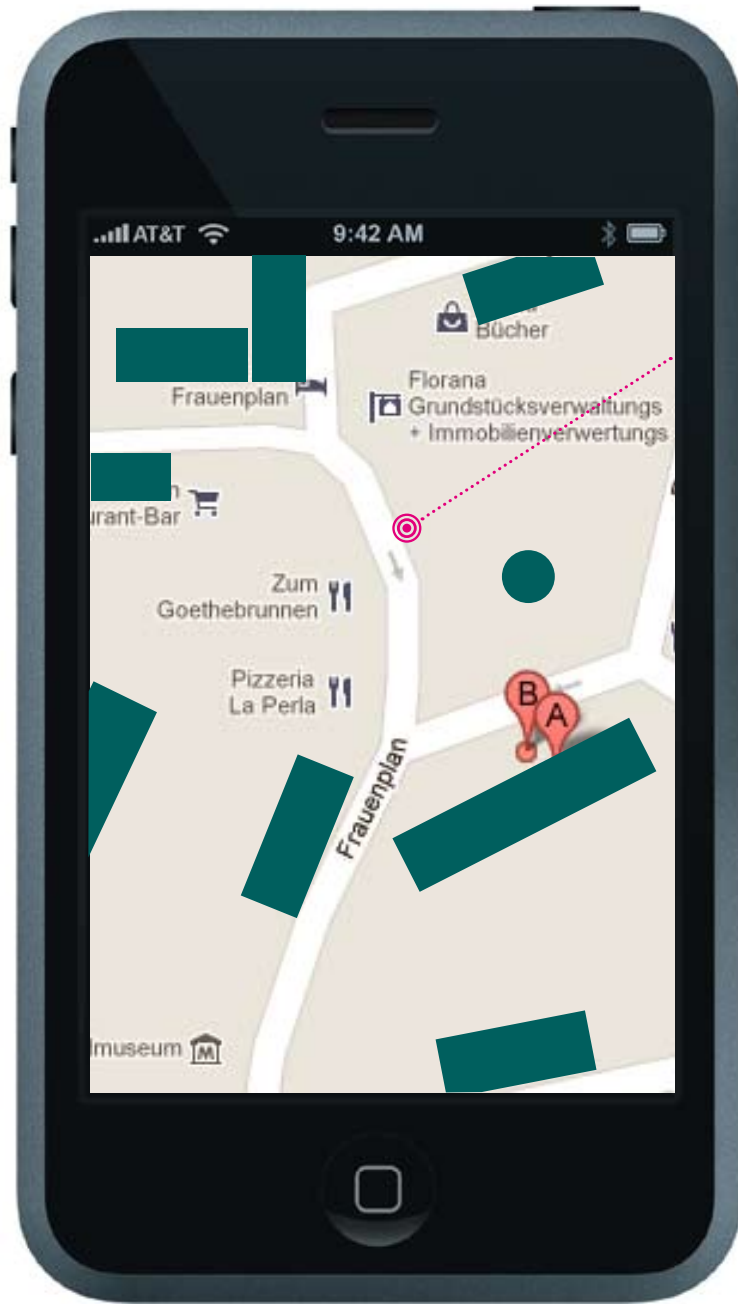 AT&T
9:42 AM
Bücher
Florana
Grundstücksverwaltungs
+ Immobilienverwertungs
Frauenplan
urant-Bar
Zum
Goethebrunnen
Pizzeria
La Perla
B
A
Frauenplan
lmuseum
M